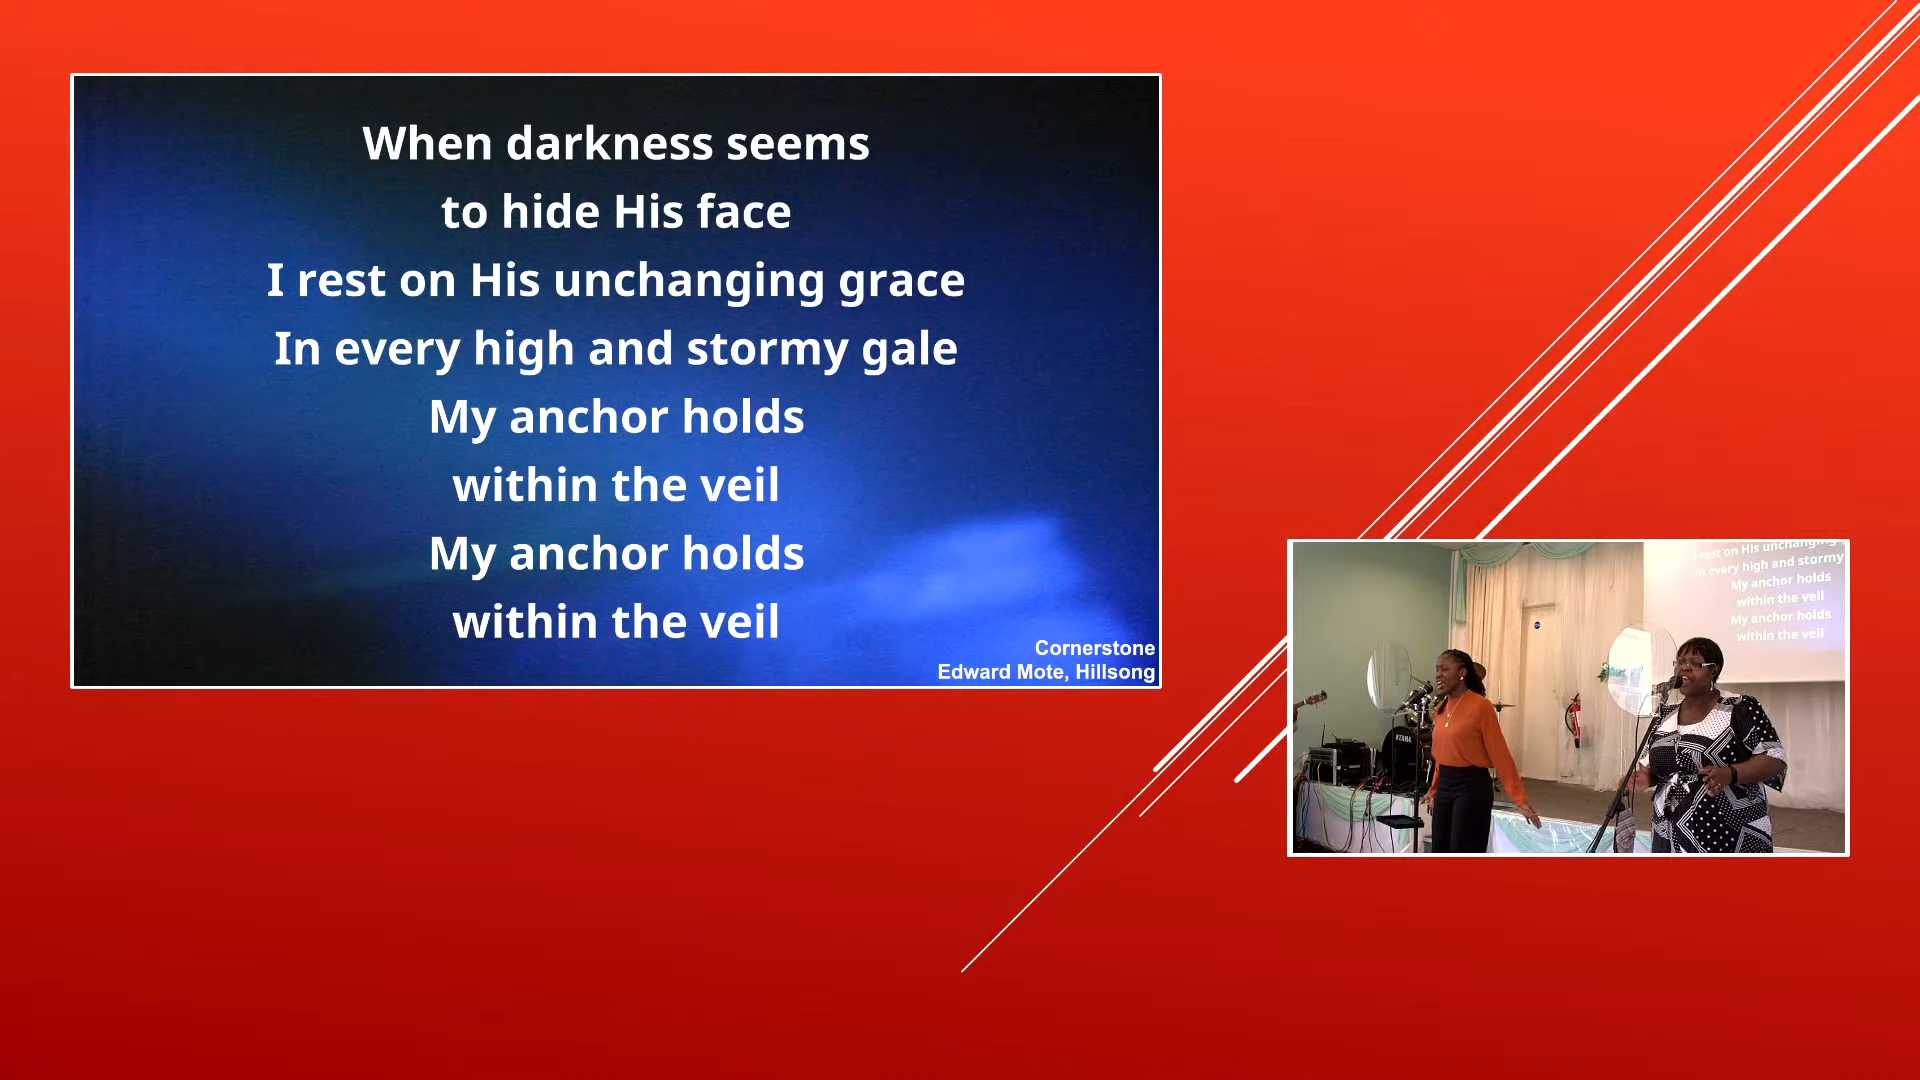 When darkness seems
to hide His face
I rest on His unchanging grace
In every high and stormy gale
My anchor holds
within the veil
My anchor holds
within the veil
Cornerstone
Edward Mote, Hillsong
rest on His unchanging
every high and stormy
My anchor holds
within the veil
My anchor holds
within the veil
TAMA